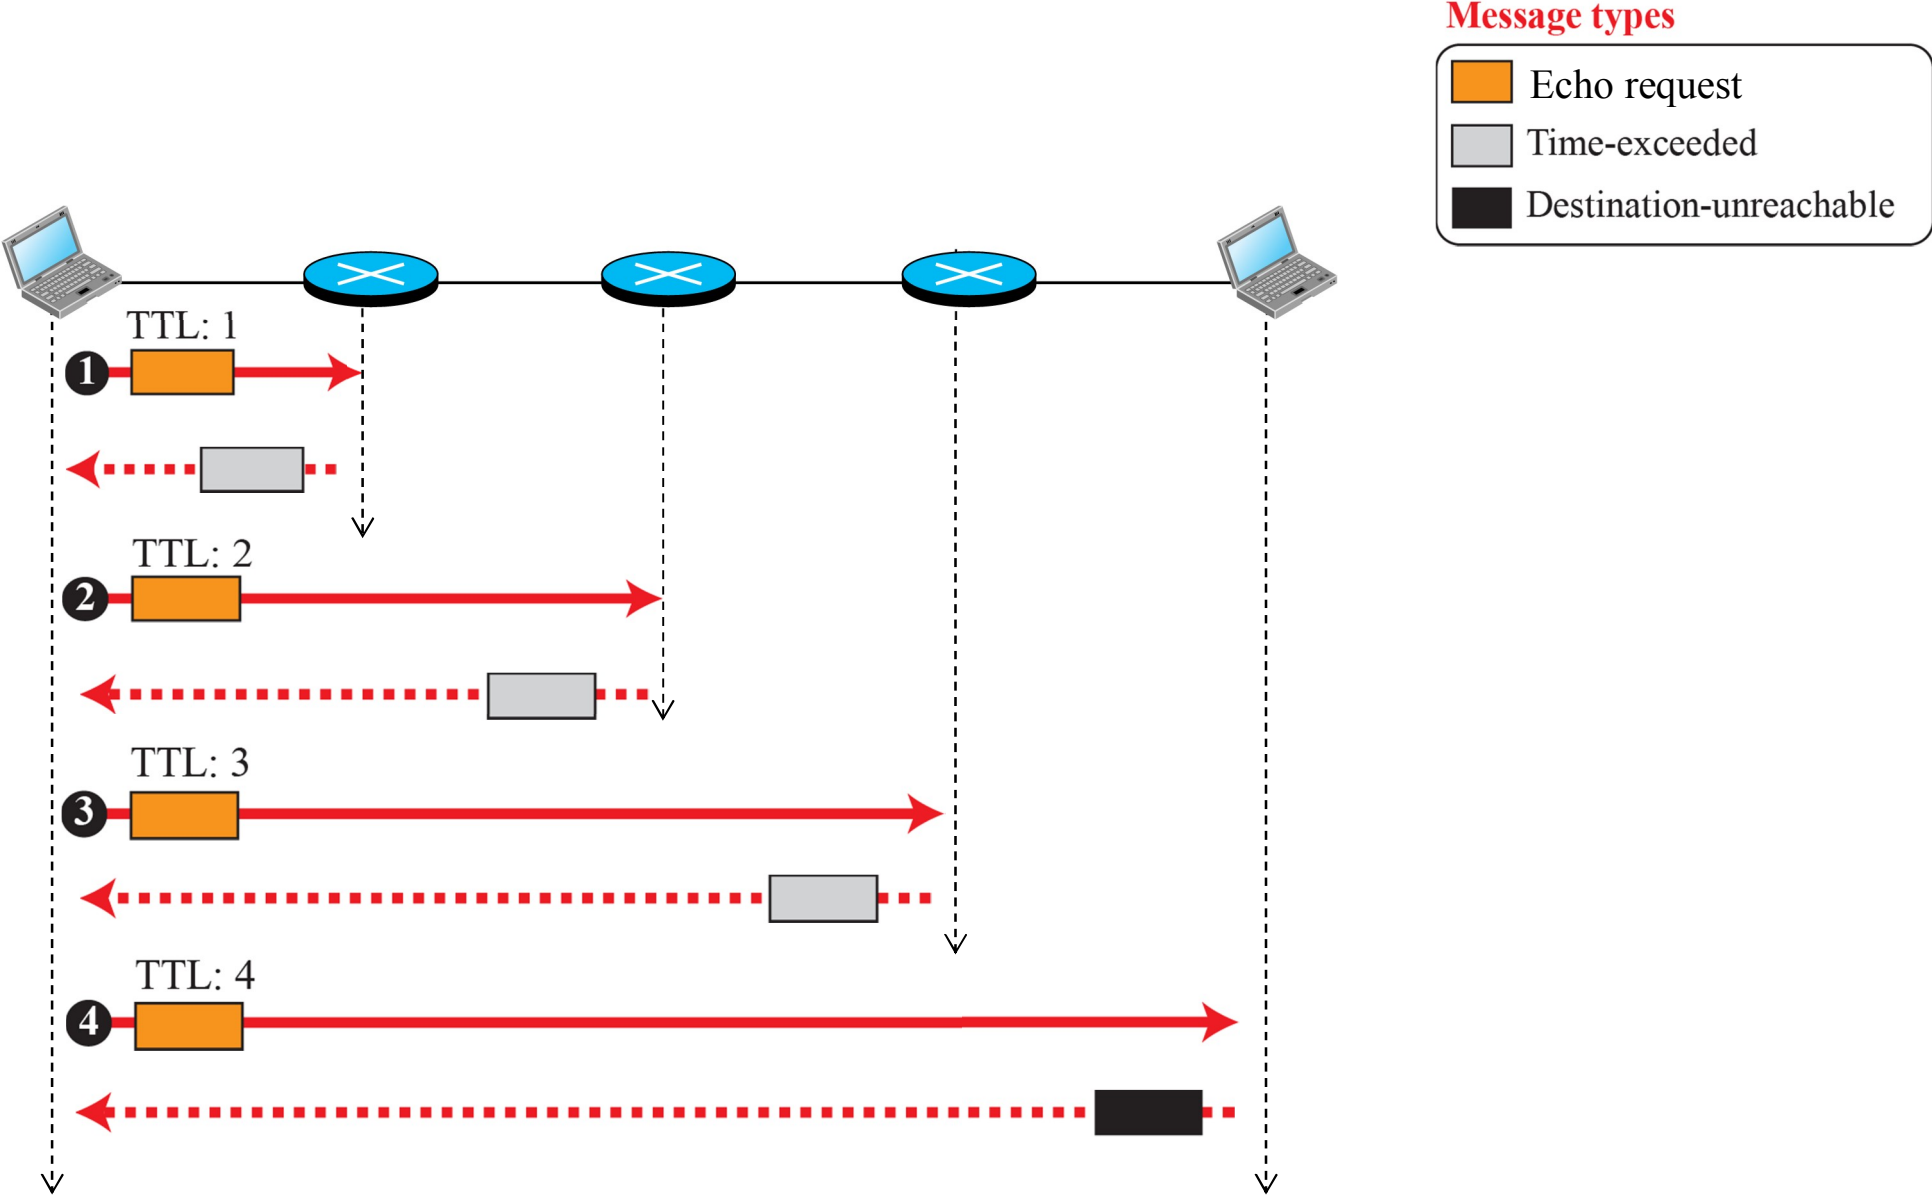 Message types
Echo request
Time-exceeded
Destination-unreachable
TTL: 1
1
TTL: 2
2
TTL: 3
3
TTL: 4
4